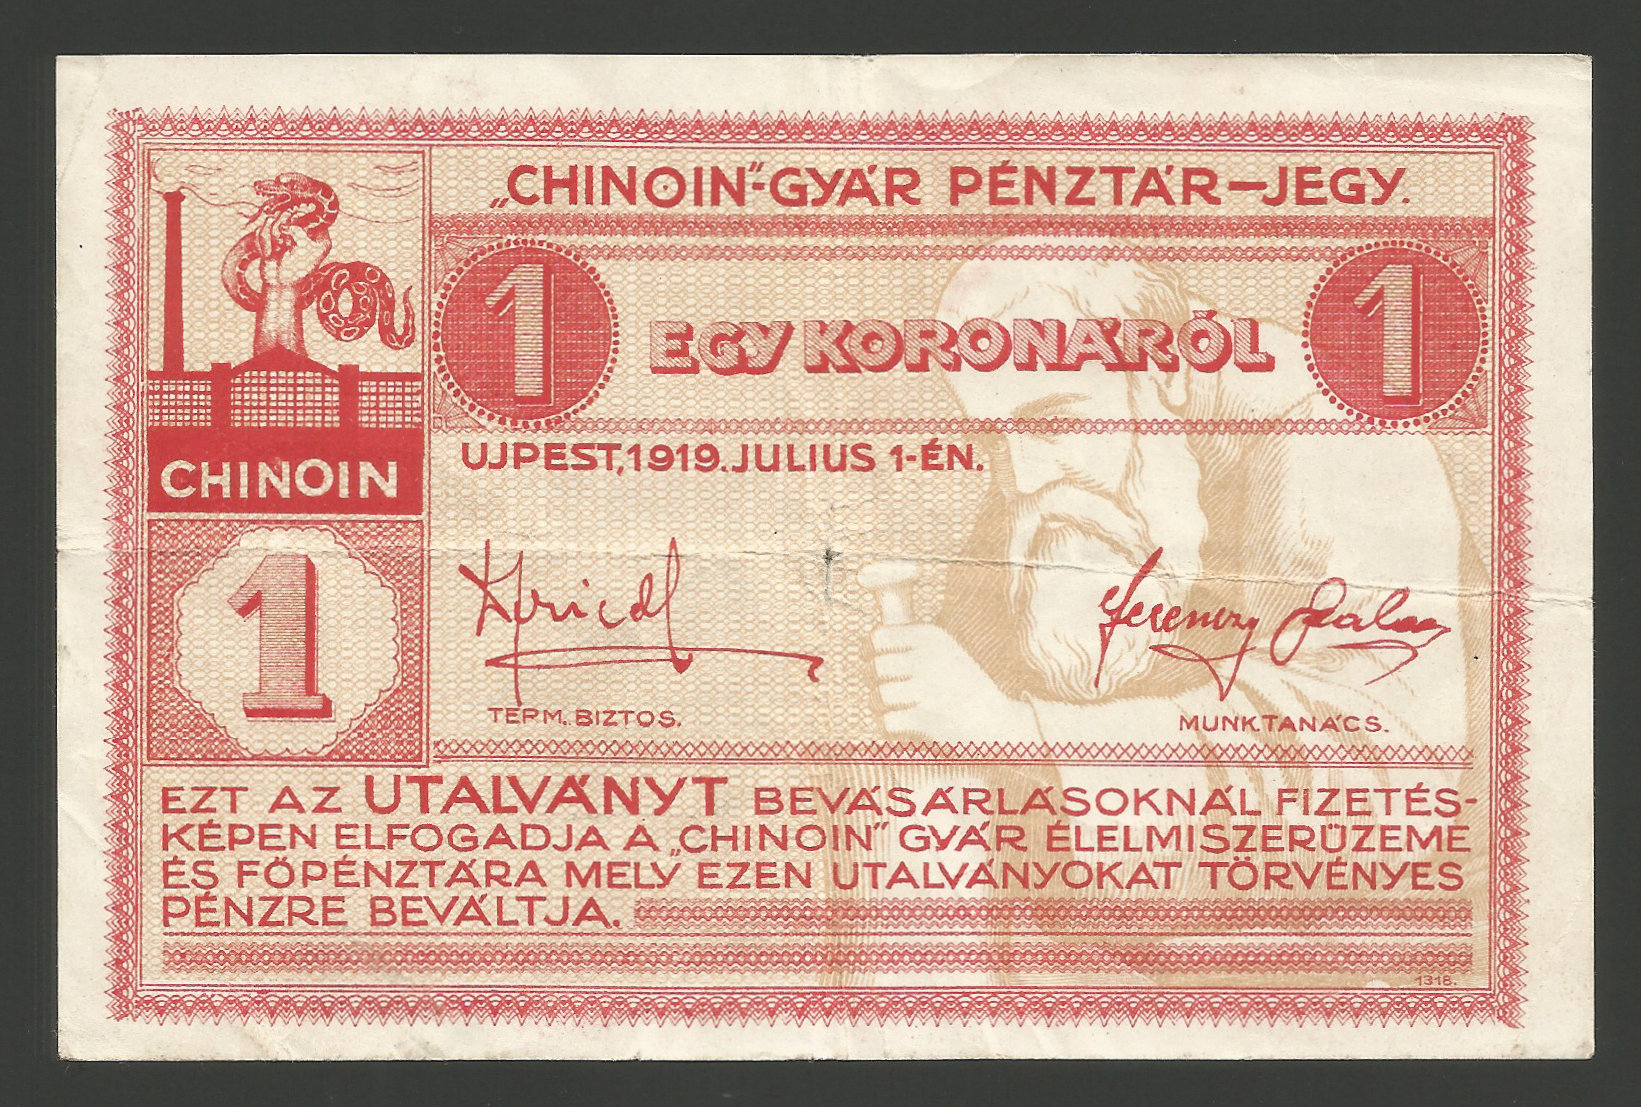 „CHINOIN”-GYÁR PÉNZTÁR–JEGY.
1
EGY KORONÁRÓL
1
UJPEST, 1919. JULIUS 1-ÉN.
CHINOIN
1
TERM. BIZTOS.
MUNK.TANÁCS.
EZT AZ UTALVÁNYT BEVÁSÁRLÁSOKNÁL FIZETÉS-
KÉPEN ELFOGADJA A „CHINOIN” GYÁR ÉLELMISZERÜZEME
ÉS FŐPÉNZTÁRA MELY EZEN UTALVÁNYOKAT TÖRVÉNYES
PÉNZRE BEVÁLTJA.
1318.